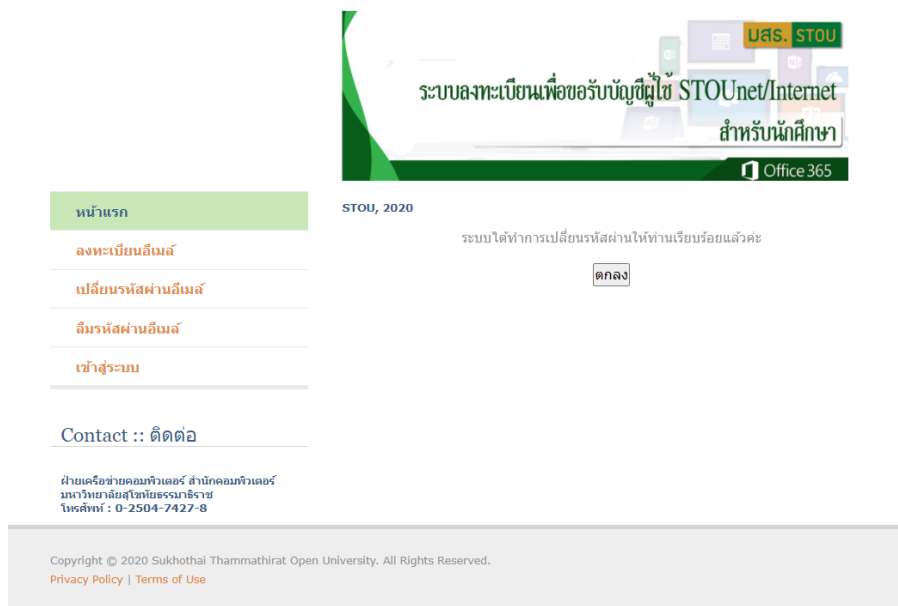 มสธ. STOU
ระบบลงทะเบียนเพื่อขอรับบัญชีผู้ใช้ STOUnet/Internet
สำหรับนักศึกษา
Office 365
หน้าแรก
ลงทะเบียนอีเมล์
เปลี่ยนรหัสผ่านอีเมล์
ลืมรหัสผ่านอีเมล์
เข้าสู่ระบบ
STOU, 2020
ระบบได้ทำการเปลี่ยนรหัสผ่านให้ท่านเรียบร้อยแล้วค่ะ
ตกลง
Contact :: ติดต่อ
ฝ่ายเครือข่ายคอมพิวเตอร์ สำนักคอมพิวเตอร์
มหาวิทยาลัยสุโขทัยธรรมาธิราช
โทรศัพท์ : 0-2504-7427-8
Copyright © 2020 Sukhothai Thammathirat Open University. All Rights Reserved.
Privacy Policy | Terms of Use